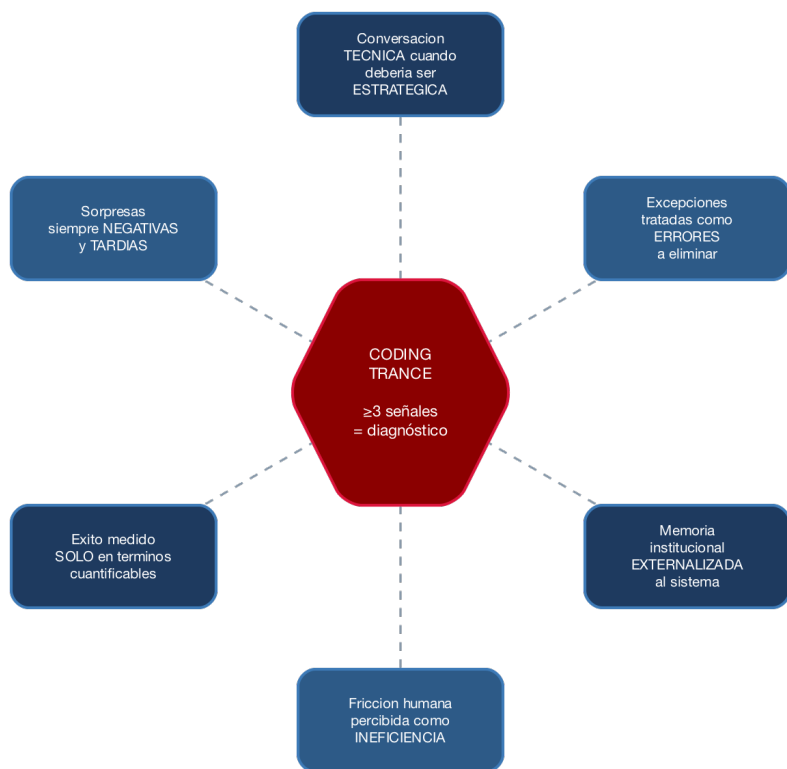 Conversacion
TECNICA cuando
deberia ser
ESTRATEGICA
Sorpresas
siempre NEGATIVAS
y TARDIAS
Excepciones
tratadas como
ERRORES
a eliminar
CODING
TRANCE
≥3 señales
= diagnóstico
Exito medido
SOLO en terminos
cuantificables
Memoria
institucional
EXTERNALIZADA
al sistema
Friccion humana
percibida como
INEFICIENCIA